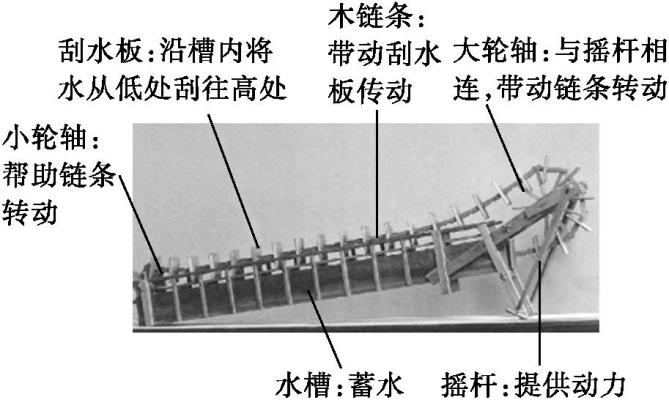 刮水板:沿槽内将
水从低处刮往高处
木链条:
带动刮水
板传动
大轮轴:与摇杆相
连,带动链条转动
小轮轴:
帮助链条
转动
水槽:蓄水
摇杆:提供动力